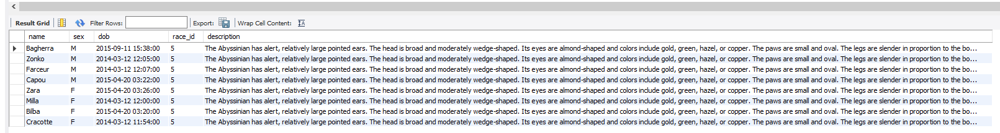 Result Grid Filter Rows: Export: Wrap Cell Content:
name sex dob race_id description
Bagherra M 2015-09-11 15:38:00 5 The Abyssinian has alert, relatively large pointed ears. The head is broad and moderately wedge-shaped. Its eyes are almond-shaped and colors include gold, green, hazel, or copper. The paws are small and oval. The legs are slender in proportion to the bo...
Zonko M 2014-03-12 12:05:00 5 The Abyssinian has alert, relatively large pointed ears. The head is broad and moderately wedge-shaped. Its eyes are almond-shaped and colors include gold, green, hazel, or copper. The paws are small and oval. The legs are slender in proportion to the bo...
Farceur M 2014-03-12 12:07:00 5 The Abyssinian has alert, relatively large pointed ears. The head is broad and moderately wedge-shaped. Its eyes are almond-shaped and colors include gold, green, hazel, or copper. The paws are small and oval. The legs are slender in proportion to the bo...
Capou M 2015-04-20 03:22:00 5 The Abyssinian has alert, relatively large pointed ears. The head is broad and moderately wedge-shaped. Its eyes are almond-shaped and colors include gold, green, hazel, or copper. The paws are small and oval. The legs are slender in proportion to the bo...
Zara F 2015-04-20 03:26:00 5 The Abyssinian has alert, relatively large pointed ears. The head is broad and moderately wedge-shaped. Its eyes are almond-shaped and colors include gold, green, hazel, or copper. The paws are small and oval. The legs are slender in proportion to the bo...
Milla F 2014-03-12 12:00:00 5 The Abyssinian has alert, relatively large pointed ears. The head is broad and moderately wedge-shaped. Its eyes are almond-shaped and colors include gold, green, hazel, or copper. The paws are small and oval. The legs are slender in proportion to the bo...
Bilba F 2015-04-20 03:20:00 5 The Abyssinian has alert, relatively large pointed ears. The head is broad and moderately wedge-shaped. Its eyes are almond-shaped and colors include gold, green, hazel, or copper. The paws are small and oval. The legs are slender in proportion to the bo...
Cracotte F 2014-03-12 11:54:00 5 The Abyssinian has alert, relatively large pointed ears. The head is broad and moderately wedge-shaped. Its eyes are almond-shaped and colors include gold, green, hazel, or copper. The paws are small and oval. The legs are slender in proportion to the bo...